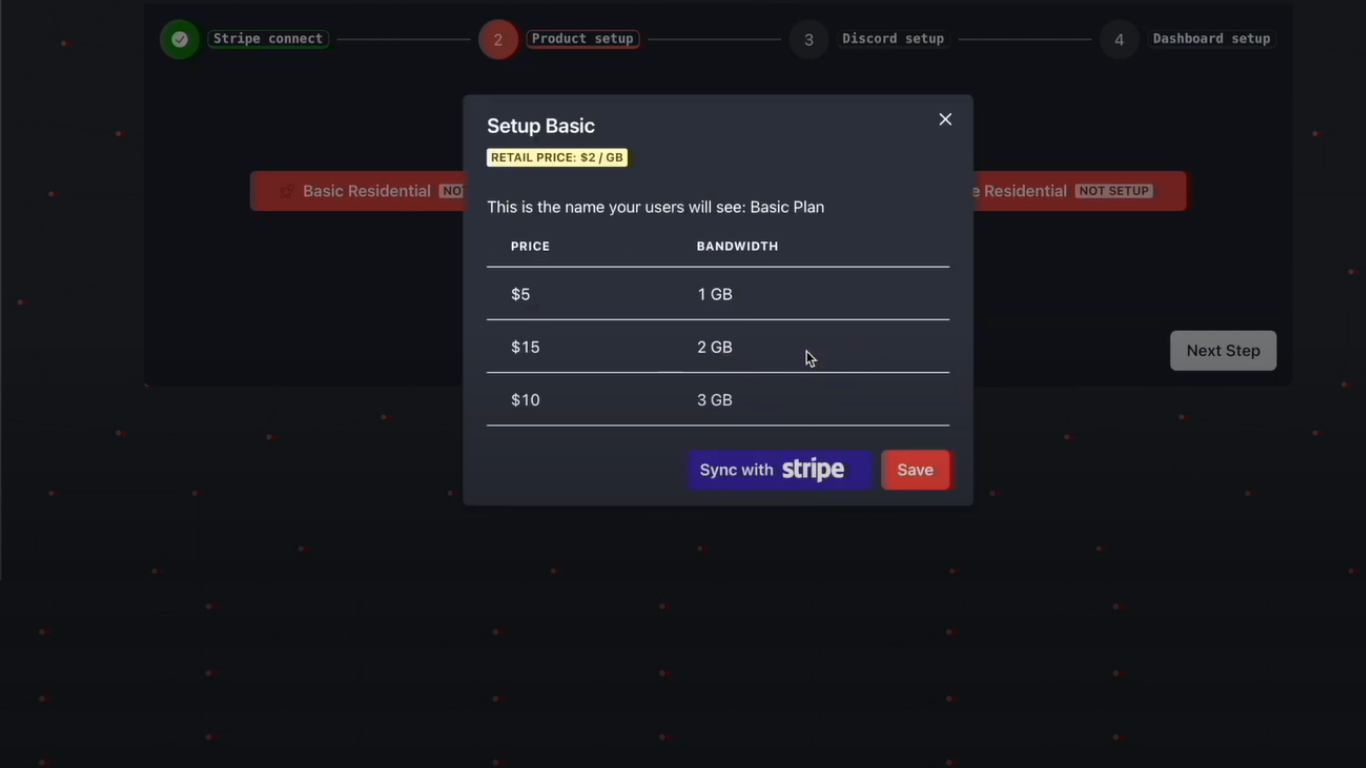 Stripe connect
2 Product setup
3 Discord setup
4 Dashboard setup
Setup Basic
RETAIL PRICE: $2 / GB
Basic Residential NO
e Residential NOT SETUP
This is the name your users will see: Basic Plan
PRICE BANDWIDTH
$5 1 GB
$15 2 GB
$10 3 GB
Next Step
Sync with stripe
Save